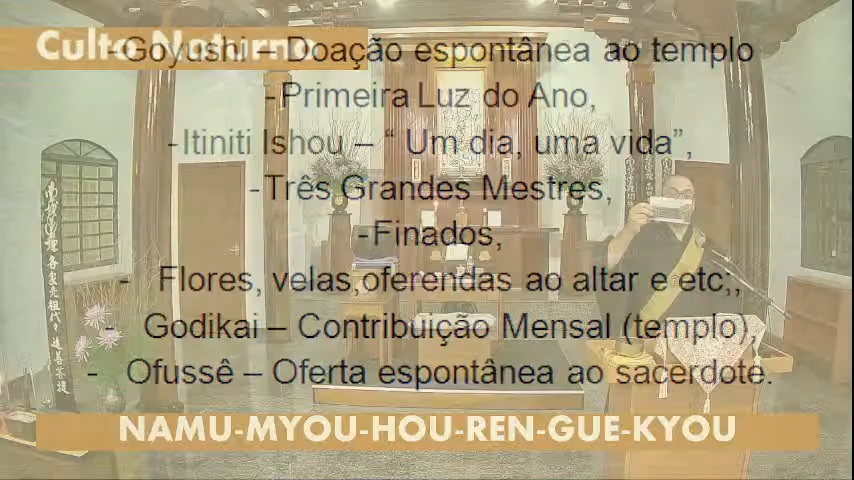 Culto Noturno
-Goyushi – Doação espontânea ao templo
-Primeira Luz do Ano,
-Itiniti Ishou – “ Um dia, uma vida”,
-Três Grandes Mestres,
-Finados,
- Flores, velas,oferendas ao altar e etc;,
- Godikai – Contribuição Mensal (templo),
- Ofussê – Oferta espontânea ao sacerdote.
NAMU-MYOU-HOU-REN-GUE-KYOU